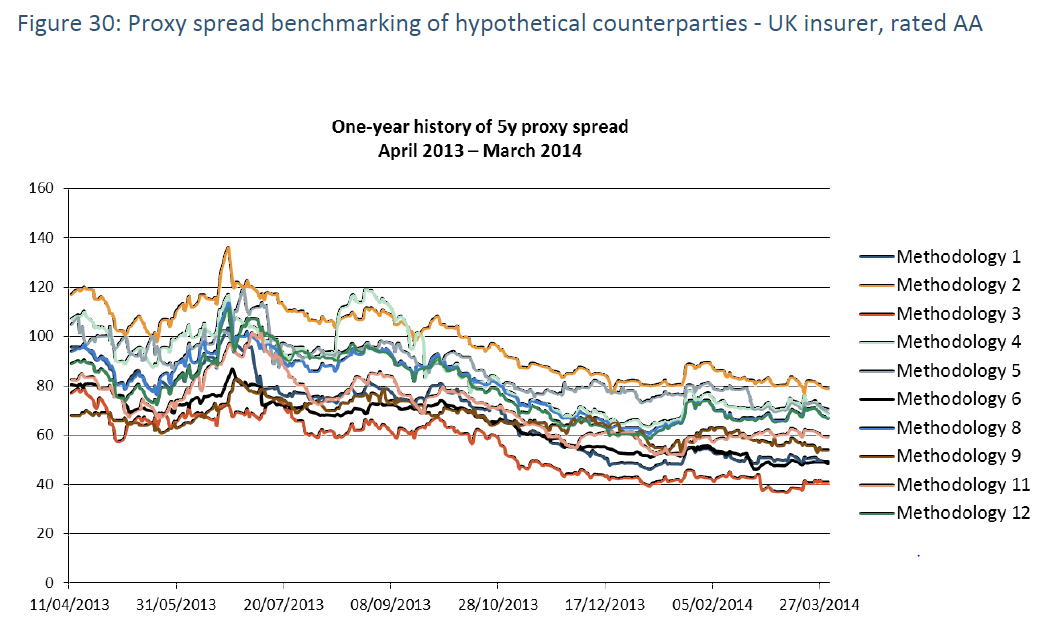 Figure 30: Proxy spread benchmarking of hypothetical counterparties - UK insurer, rated AA
One-year history of 5y proxy spread
April 2013 – March 2014
160
140
120
100
80
60
40
20
0
11/04/2013
31/05/2013
20/07/2013
08/09/2013
28/10/2013
17/12/2013
05/02/2014
27/03/2014
Methodology 1
Methodology 2
Methodology 3
Methodology 4
Methodology 5
Methodology 6
Methodology 8
Methodology 9
Methodology 11
Methodology 12